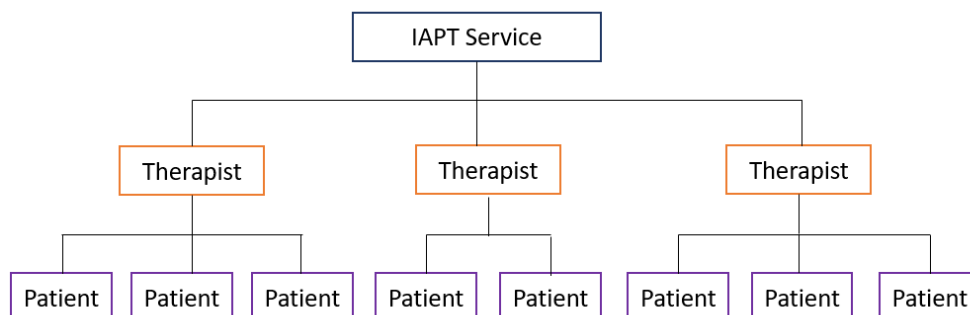 IAPT Service
Therapist Therapist Therapist
Patient Patient Patient Patient Patient Patient Patient Patient